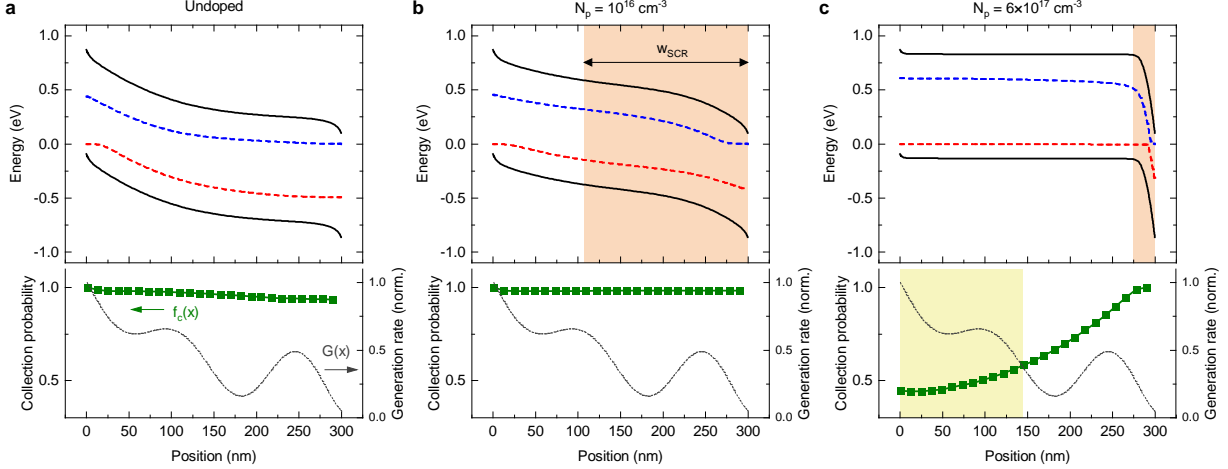 a
Undoped
b
Nₚ = 10¹⁶ cm⁻³
c
Nₚ = 6×10¹⁷ cm⁻³
Energy (eV)
1.0
0.5
0.0
-0.5
-1.0
Energy (eV)
1.0
0.5
0.0
-0.5
-1.0
w_SCR
Energy (eV)
1.0
0.5
0.0
-0.5
-1.0
Collection probability
1.0
0.5
f_c(x)
G(x)
1.0
0.5
0.0
Generation rate (norm.)
0 50 100 150 200 250 300
Position (nm)
Collection probability
1.0
0.5
1.0
0.5
0.0
Generation rate (norm.)
0 50 100 150 200 250 300
Position (nm)
Collection probability
1.0
0.5
1.0
0.5
0.0
Generation rate (norm.)
0 50 100 150 200 250 300
Position (nm)